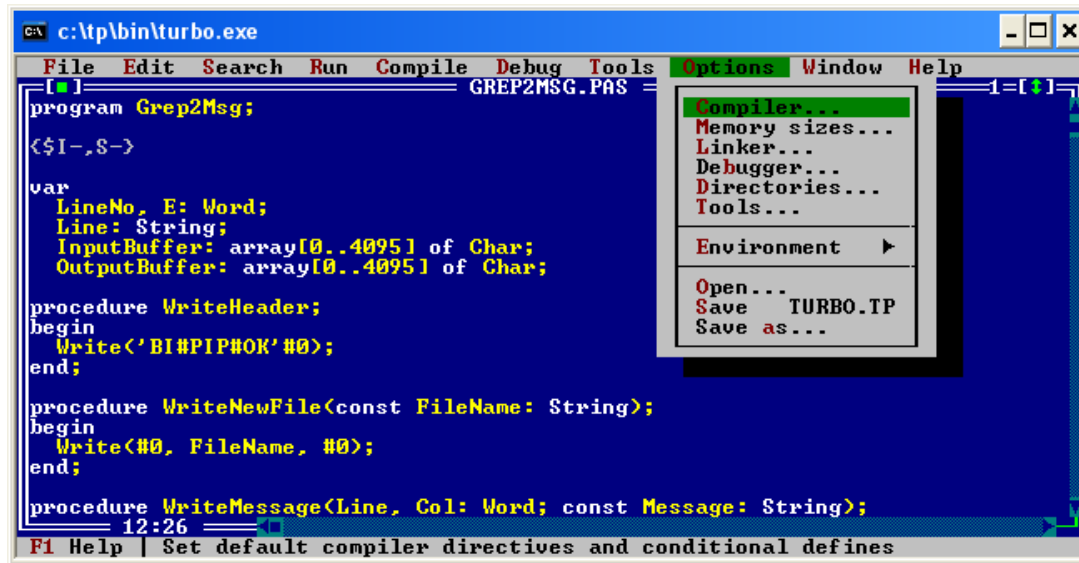 c:\tp\bin\turbo.exe
File Edit Search Run Compile Debug Tools Options Window Help
GREP2MSG.PAS 1
program Grep2Msg;
{$I-,S-}
var
LineNo, E: Word;
Line: String;
InputBuffer: array[0..4095] of Char;
OutputBuffer: array[0..4095] of Char;
procedure WriteHeader;
begin
Write('BI#PIP#OK'#0);
end;
procedure WriteNewFile(const FileName: String);
begin
Write(#0, FileName, #0);
end;
procedure WriteMessage(Line, Col: Word; const Message: String);
Compiler...
Memory sizes...
Linker...
Debugger...
Directories...
Tools...
Environment
Open...
Save TURBO.TP
Save as...
12:26
F1 Help | Set default compiler directives and conditional defines